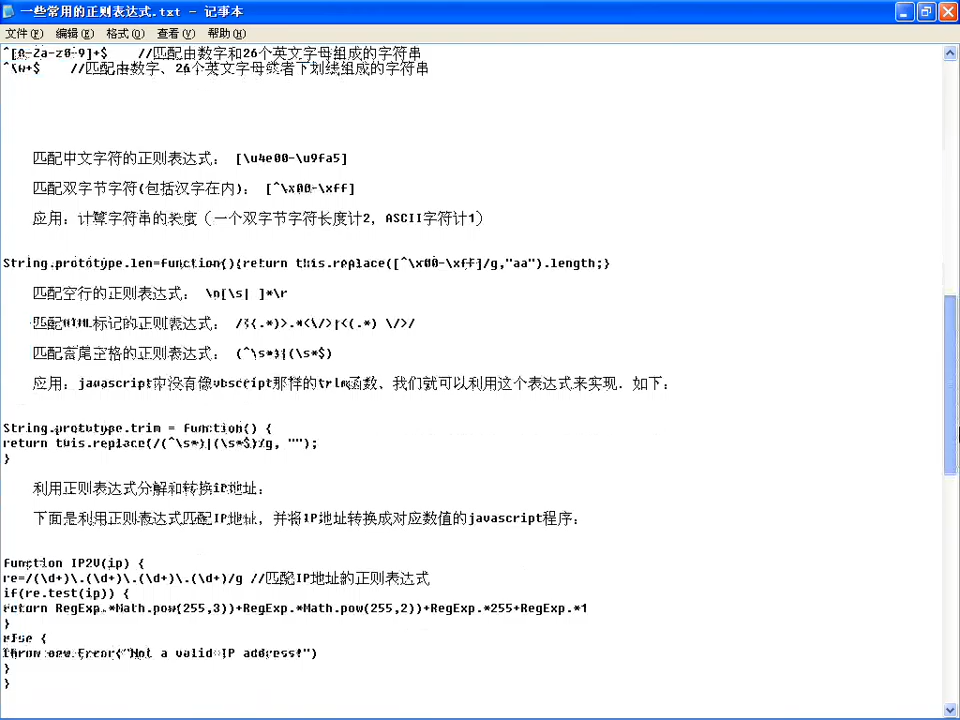 一些常用的正则表达式.txt - 记事本
文件(F) 编辑(E) 格式(O) 查看(V) 帮助(H)
^[A-Za-z0-9]+$ //匹配由数字和26个英文字母组成的字符串
^\w+$ //匹配由数字、26个英文字母或者下划线组成的字符串
匹配中文字符的正则表达式： [\u4e00-\u9fa5]
匹配双字节字符(包括汉字在内)： [^\x00-\xff]
应用：计算字符串的长度（一个双字节字符长度计2，ASCII字符计1）
String.prototype.len=function(){return this.replace([^\x00-\xff]/g,"aa").length;}
匹配空行的正则表达式： \n[\s| ]*\r
匹配HTML标记的正则表达式： /<(.*)>.*<\/>|<(.*) \/>/
匹配首尾空格的正则表达式： (^\s*)|(\s*$)
应用：javascript中没有像vbscript那样的trim函数，我们就可以利用这个表达式来实现．如下：
String.prototype.trim = function() {
return this.replace(/(^\s*)|(\s*$)/g, "");
}
利用正则表达式分解和转换IP地址：
下面是利用正则表达式匹配IP地址，并将IP地址转换成对应数值的javascript程序：
function IP2V(ip) {
re=/(\d+)\.(\d+)\.(\d+)\.(\d+)/g //匹配IP地址的正则表达式
if(re.test(ip)) {
return RegExp.*Math.pow(255,3))+RegExp.*Math.pow(255,2))+RegExp.*255+RegExp.*1
}
else {
throw new Error("Not a valid IP address!")
}
}